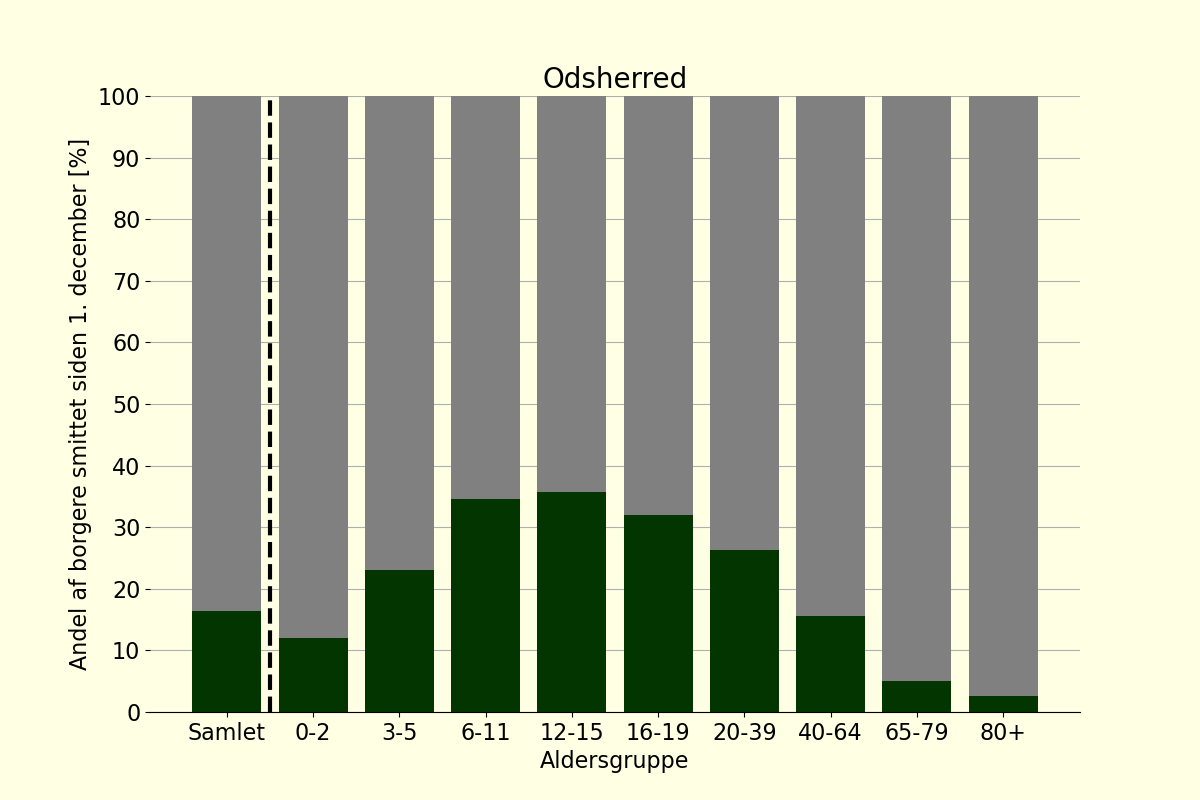 Odsherred
Andel af borgere smittet siden 1. december [%]
100
90
80
70
60
50
40
30
20
10
0
Samlet 0-2 3-5 6-11 12-15 16-19 20-39 40-64 65-79 80+
Aldersgruppe